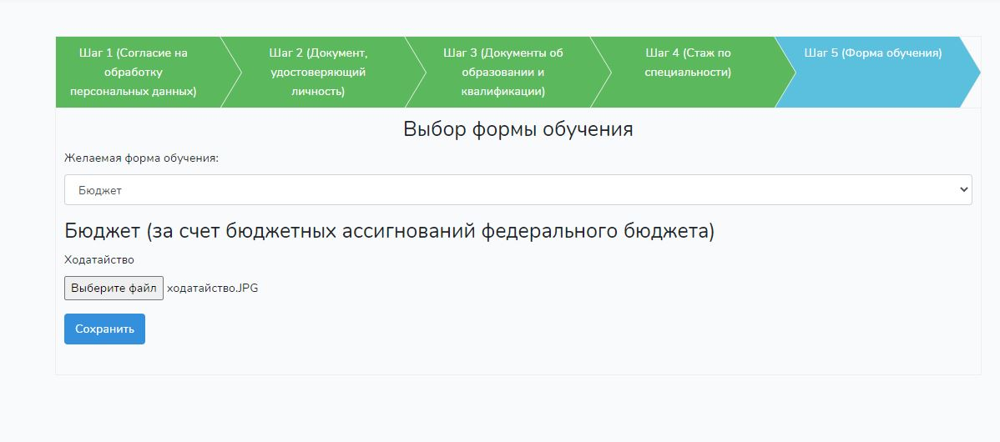 Шаг 1 (Согласие на
обработку
персональных данных)
Шаг 2 (Документ,
удостоверяющий
личность)
Шаг 3 (Документы об
образовании и
квалификации)
Шаг 4 (Стаж по
специальности)
Шаг 5 (Форма обучения)
Выбор формы обучения
Желаемая форма обучения:
Бюджет
Бюджет (за счет бюджетных ассигнований федерального бюджета)
Ходатайство
Выберите файл ходатайство.JPG
Сохранить